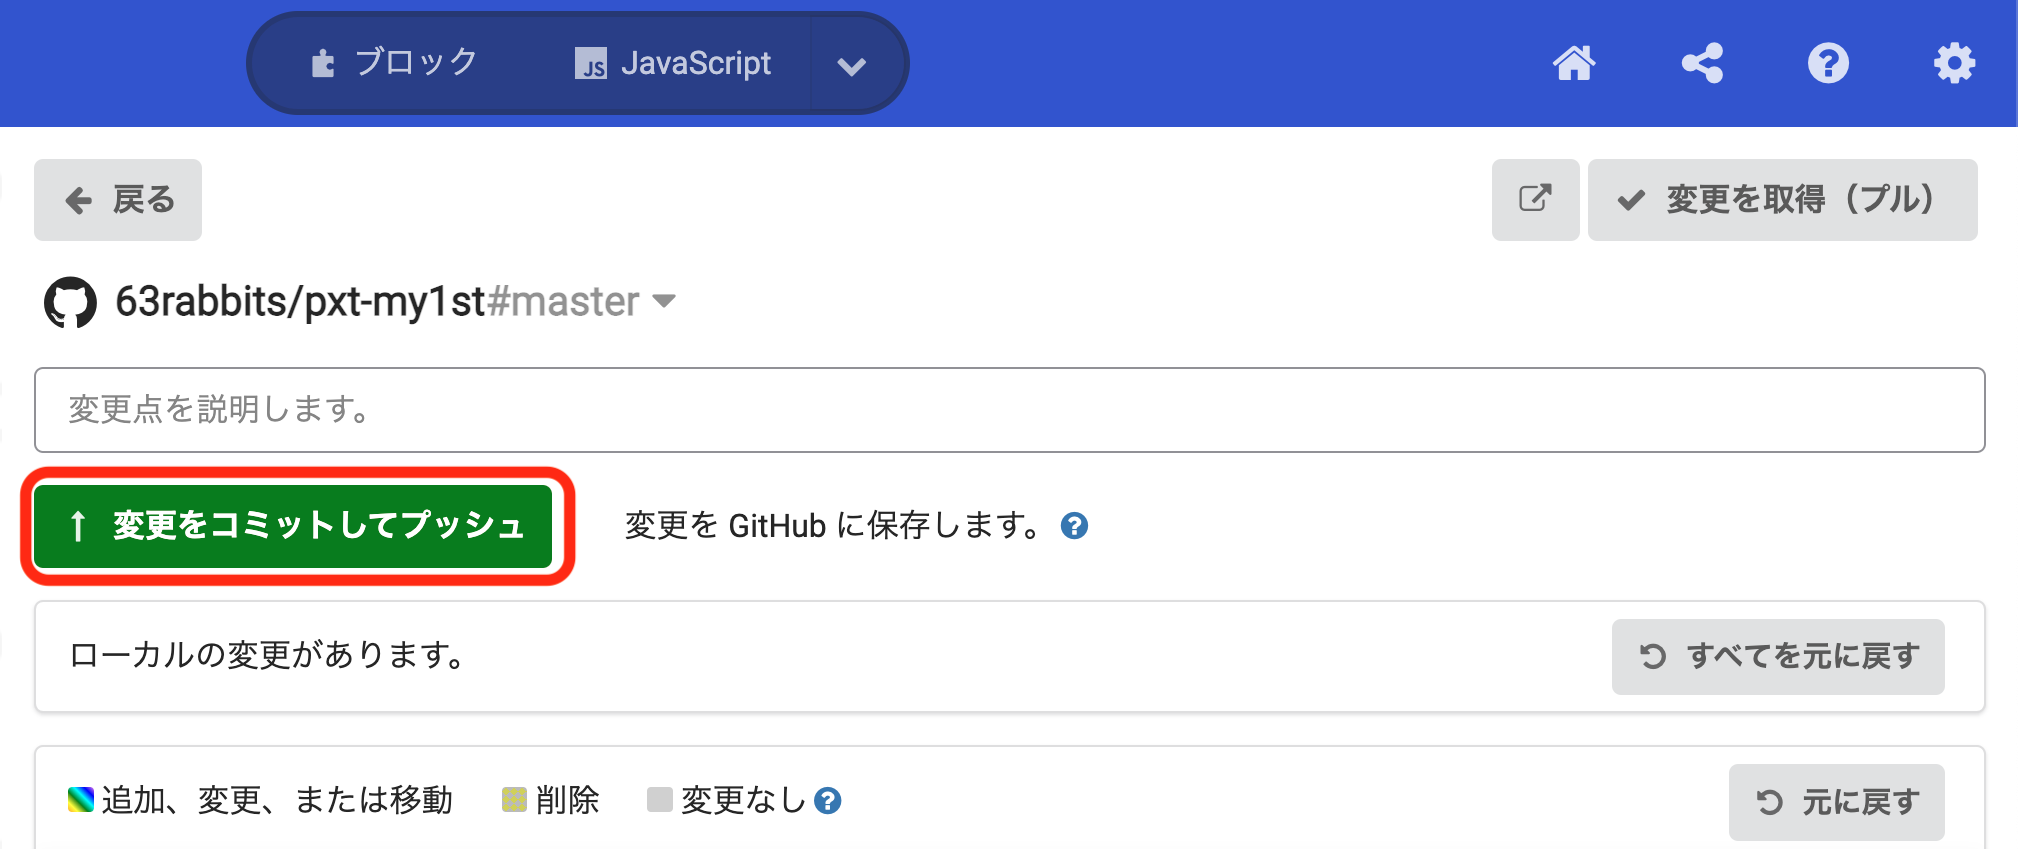 ブロック JS JavaScript
戻る 変更を取得（プル）
63rabbits/pxt-my1st#master
変更点を説明します。
変更をコミットしてプッシュ 変更を GitHub に保存します。 ?
ローカルの変更があります。 すべてを元に戻す
追加、変更、または移動 削除 変更なし ? 元に戻す